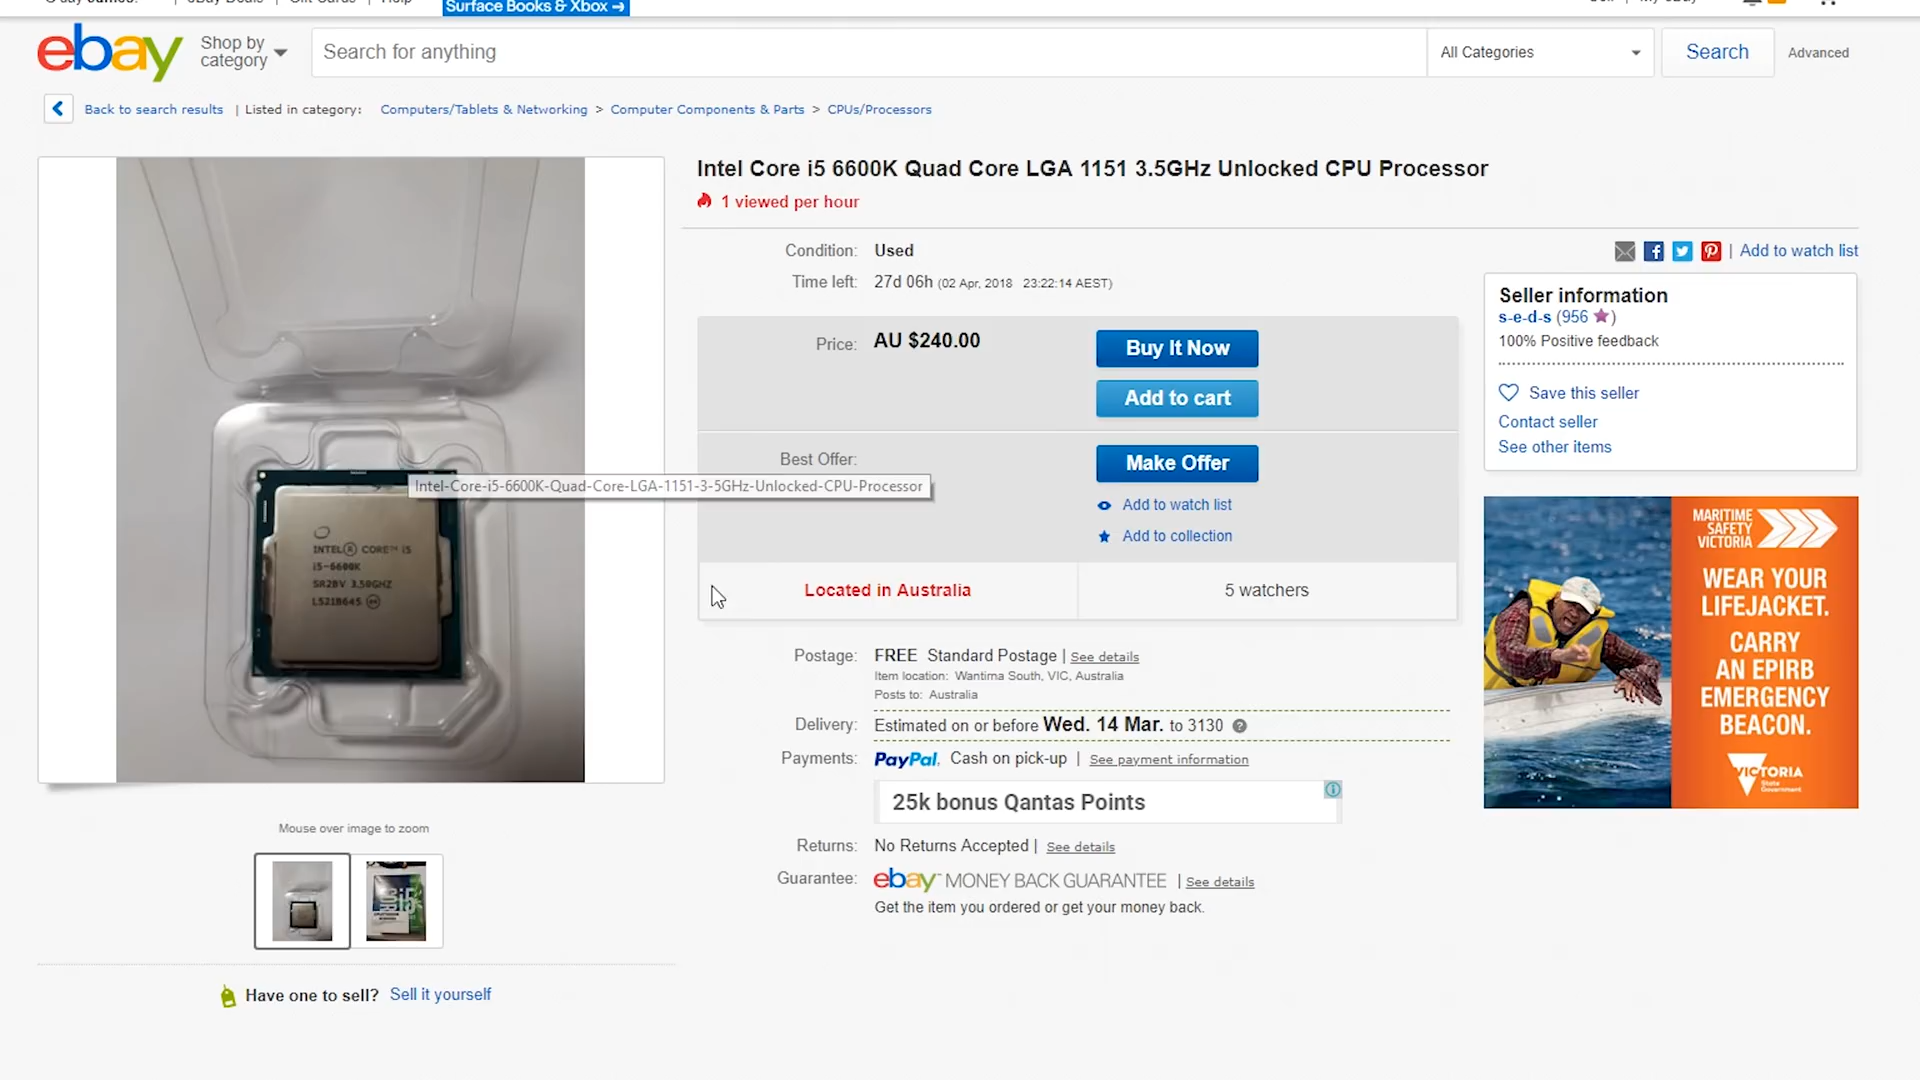 eBay Deals
Gift Cards
Help
Surface Books & Xbox →
ebay
Shop by category
Search for anything
All Categories
Search
Advanced
Back to search results | Listed in category: Computers/Tablets & Networking > Computer Components & Parts > CPUs/Processors
Intel Core i5 6600K Quad Core LGA 1151 3.5GHz Unlocked CPU Processor
1 viewed per hour
Condition: Used
Time left: 27d 06h (02 Apr, 2018 23:22:14 AEST)
| Add to watch list
Price: AU $240.00
Buy It Now
Add to cart
Best Offer:
Make Offer
Add to watch list
Add to collection
Located in Australia
5 watchers
Intel-Core-i5-6600K-Quad-Core-LGA-1151-3-5GHz-Unlocked-CPU-Processor
INTEL® CORE™ i5
i5-6600K
SR2BV 3.50GHZ
L521B645
Postage: FREE Standard Postage | See details
Item location: Wantirna South, VIC, Australia
Posts to: Australia
Delivery: Estimated on or before Wed. 14 Mar. to 3130
Payments: PayPal, Cash on pick-up | See payment information
25k bonus Qantas Points
Returns: No Returns Accepted | See details
Guarantee: ebay™ MONEY BACK GUARANTEE | See details
Get the item you ordered or get your money back.
Seller information
s-e-d-s (956 )
100% Positive feedback
Save this seller
Contact seller
See other items
MARITIME
SAFETY
VICTORIA
WEAR YOUR
LIFEJACKET.
CARRY
AN EPIRB
EMERGENCY
BEACON.
VICTORIA
State
Government
Mouse over image to zoom
Have one to sell? Sell it yourself